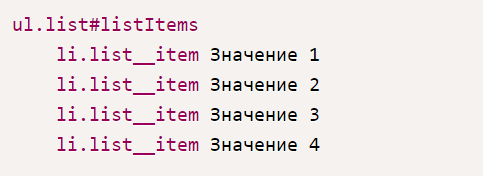 ul.list#listItems
    li.list__item Значение 1
    li.list__item Значение 2
    li.list__item Значение 3
    li.list__item Значение 4